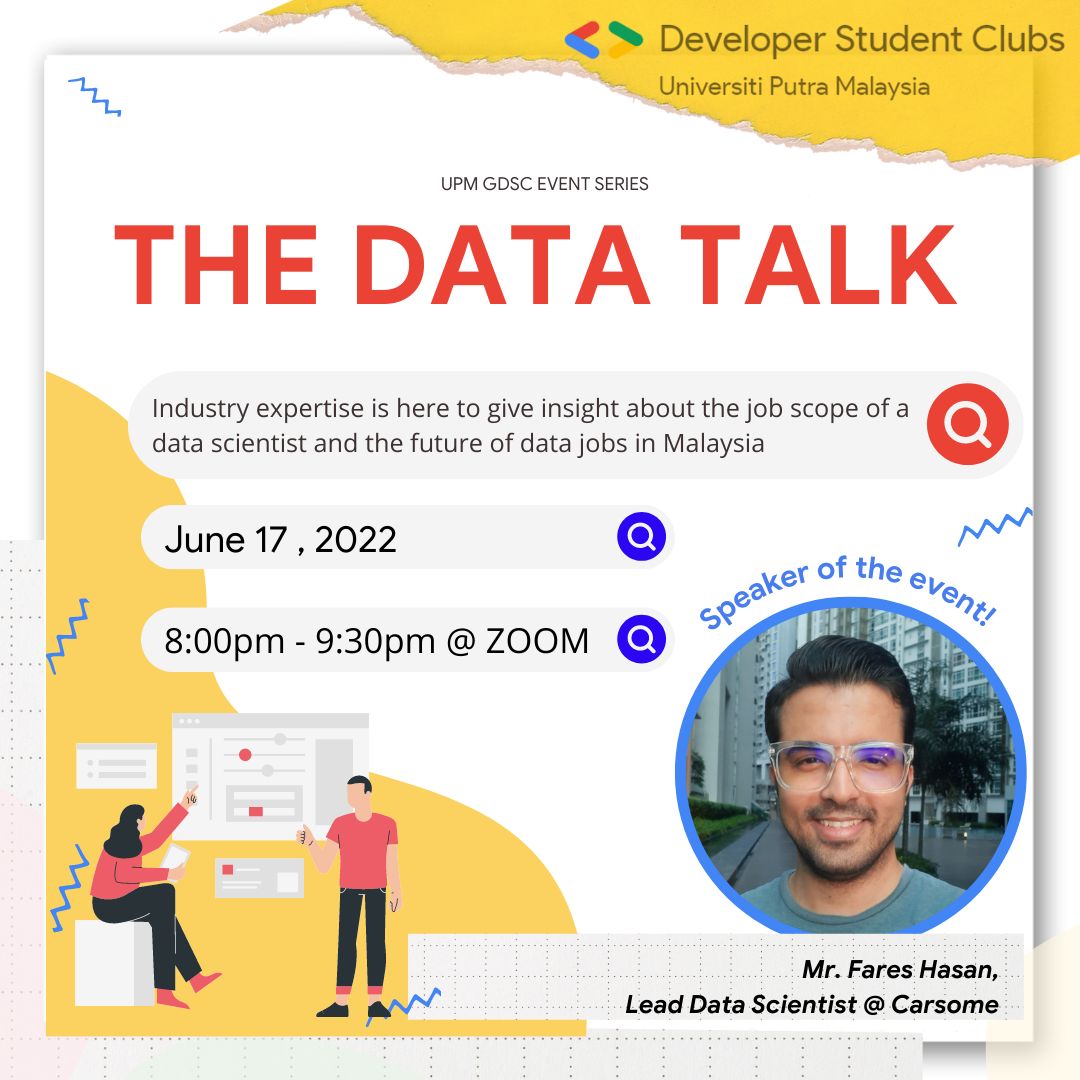 Developer Student Clubs
Universiti Putra Malaysia
UPM GDSC EVENT SERIES
THE DATA TALK
Industry expertise is here to give insight about the job scope of a
data scientist and the future of data jobs in Malaysia
June 17 , 2022
8:00pm - 9:30pm @ ZOOM
Speaker of the event!
Mr. Fares Hasan,
Lead Data Scientist @ Carsome